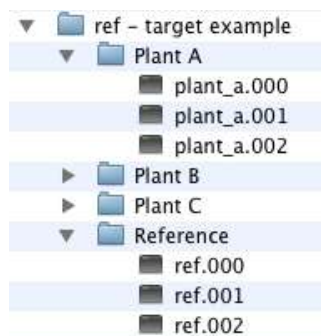 ref – target example
Plant A
plant_a.000
plant_a.001
plant_a.002
Plant B
Plant C
Reference
ref.000
ref.001
ref.002